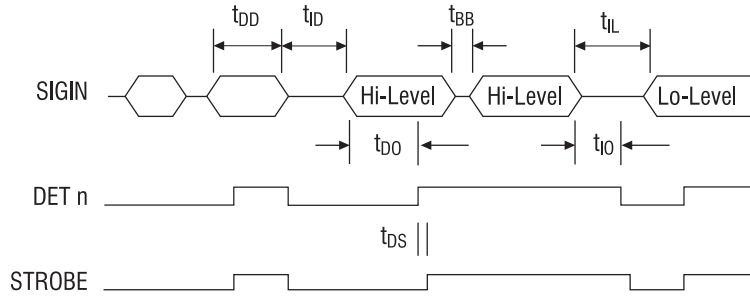 tDD tID tBB tIL
SIGIN Hi-Level Hi-Level Lo-Level
tDO tIO
DET n
tDS
STROBE